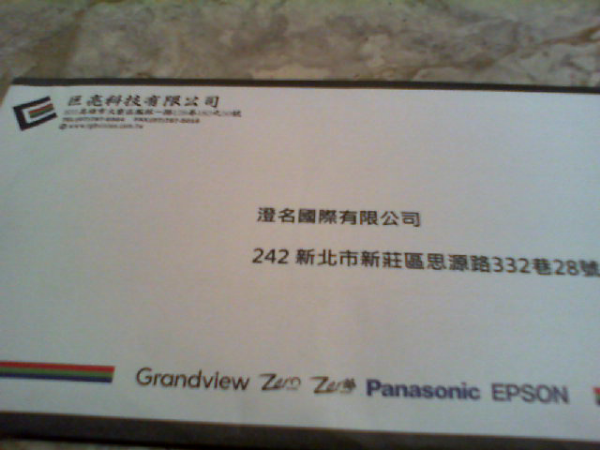 匠亮科技有限公司
澄名國際有限公司
242 新北市新莊區思源路332巷28號
Grandview Zero Zero Panasonic EPSON